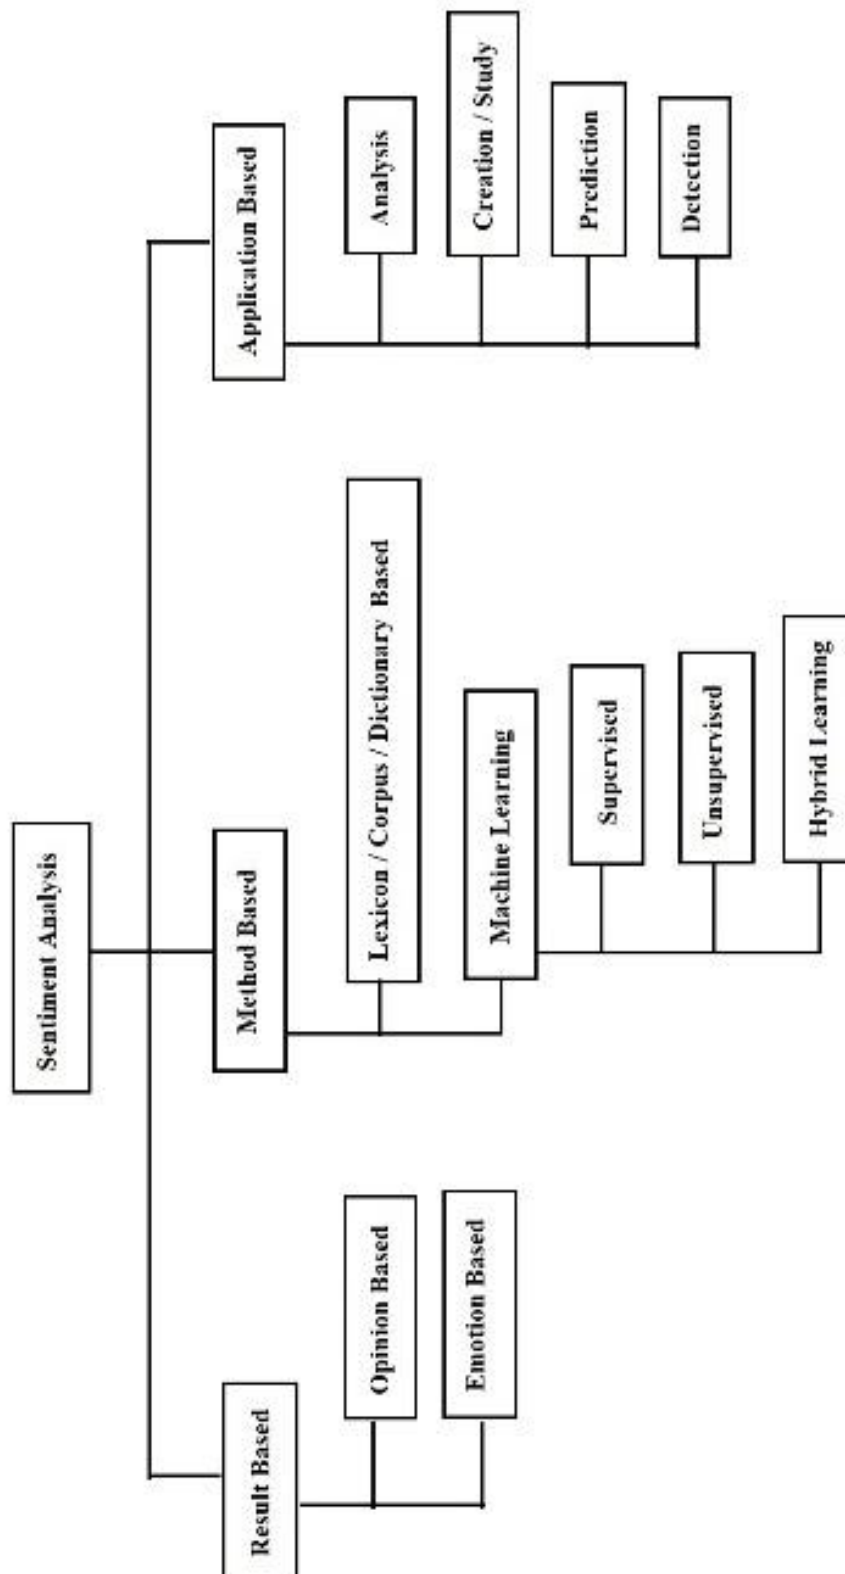 Sentiment Analysis
Result Based
Opinion Based
Emotion Based
Method Based
Lexicon / Corpus / Dictionary Based
Machine Learning
Supervised
Unsupervised
Hybrid Learning
Application Based
Analysis
Creation / Study
Prediction
Detection